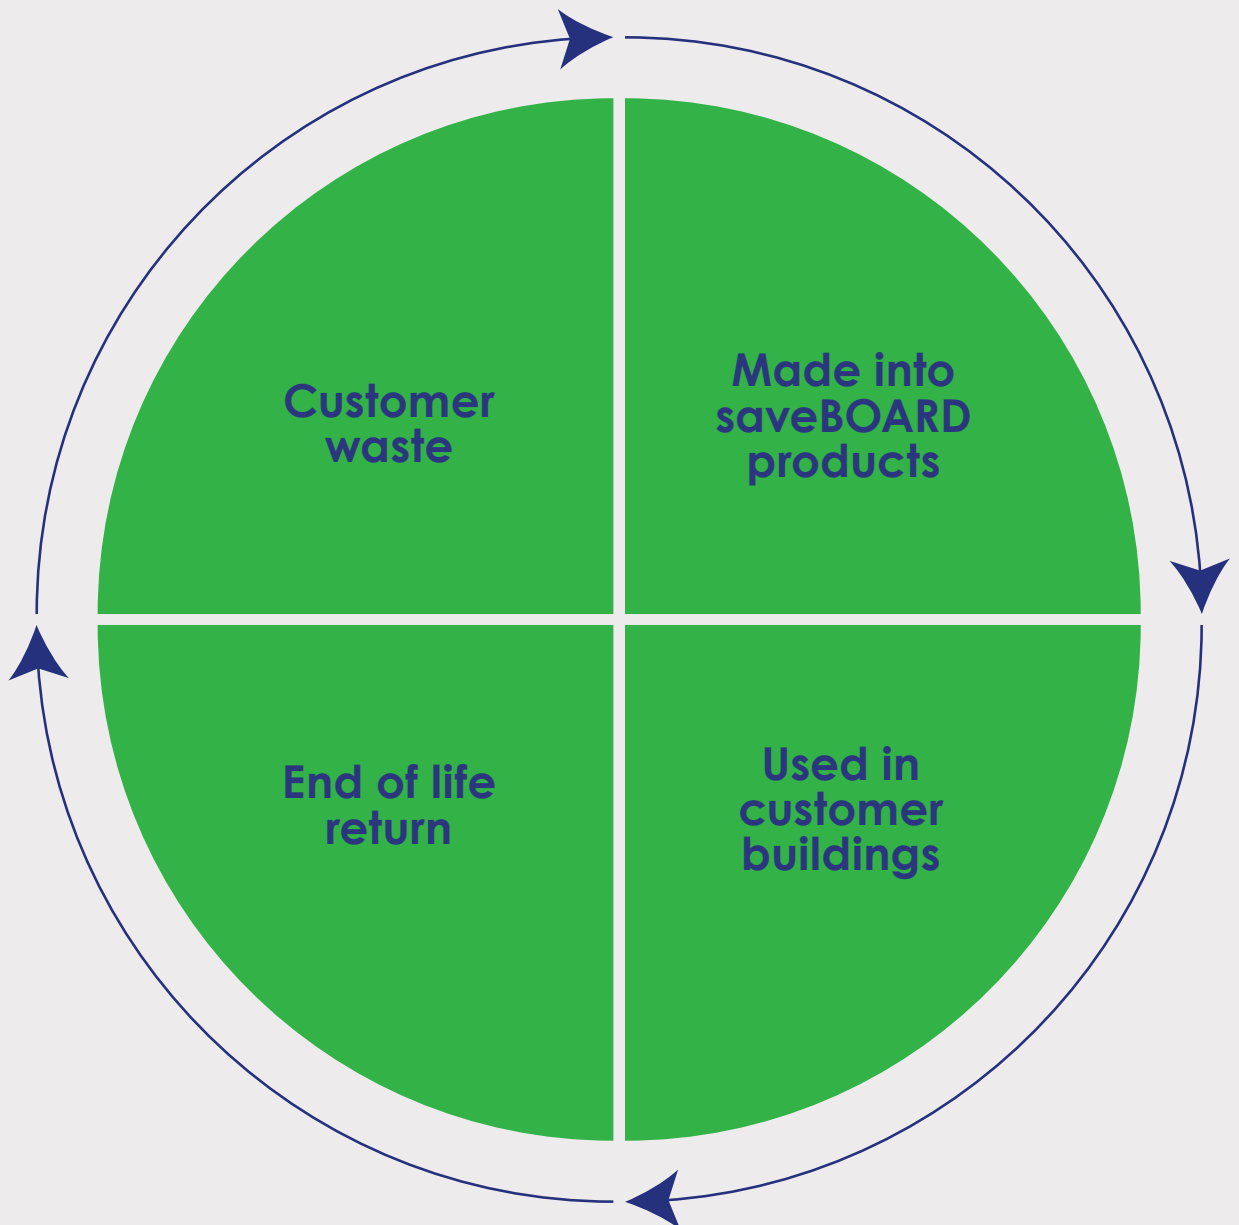 Customer
waste
Made into
saveBOARD
products
End of life
return
Used in
customer
buildings